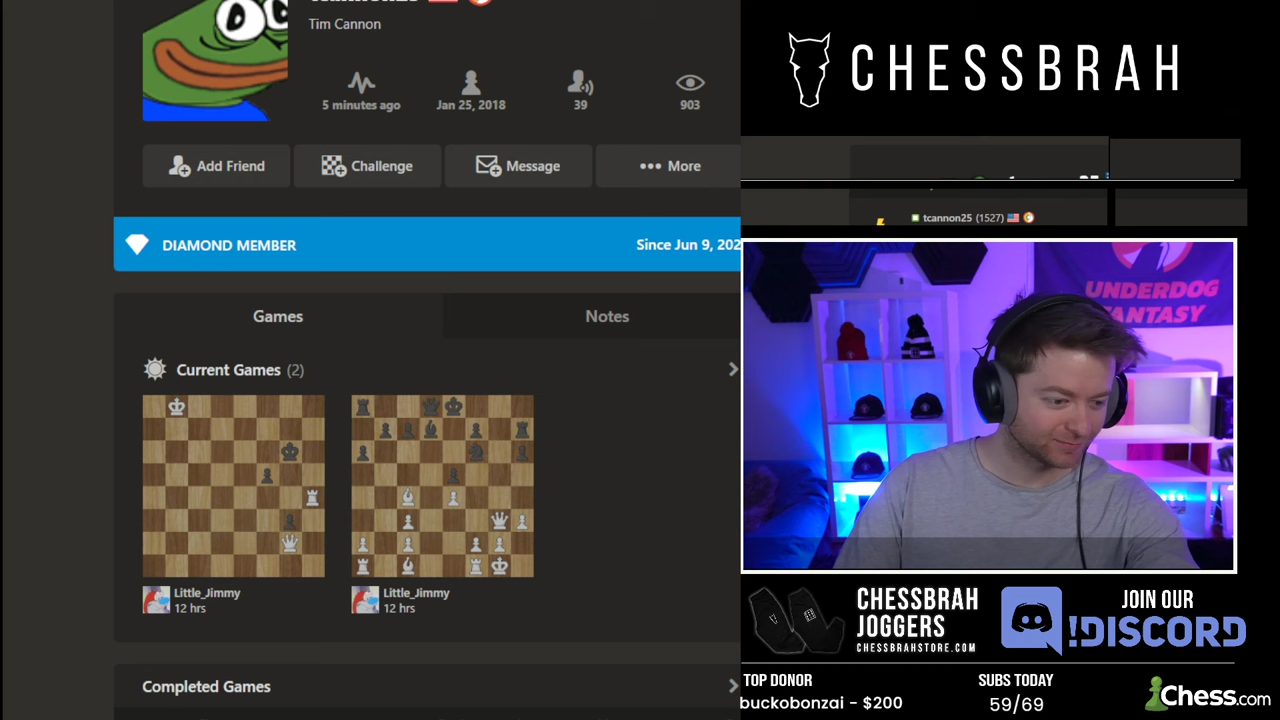 Tim Cannon
5 minutes ago
Jan 25, 2018
39
903
Add Friend
Challenge
Message
More
DIAMOND MEMBER
Since Jun 9, 202
Games
Notes
Current Games (2)
Little_Jimmy
12 hrs
Little_Jimmy
12 hrs
Completed Games
CHESSBRAH
tcannon25 (1527)
UNDERDOG
FANTASY
CHESSBRAH
JOGGERS
CHESSBRAHSTORE.COM
JOIN OUR
!DISCORD
TOP DONOR
buckobonzai - $200
SUBS TODAY
59/69
Chess.com